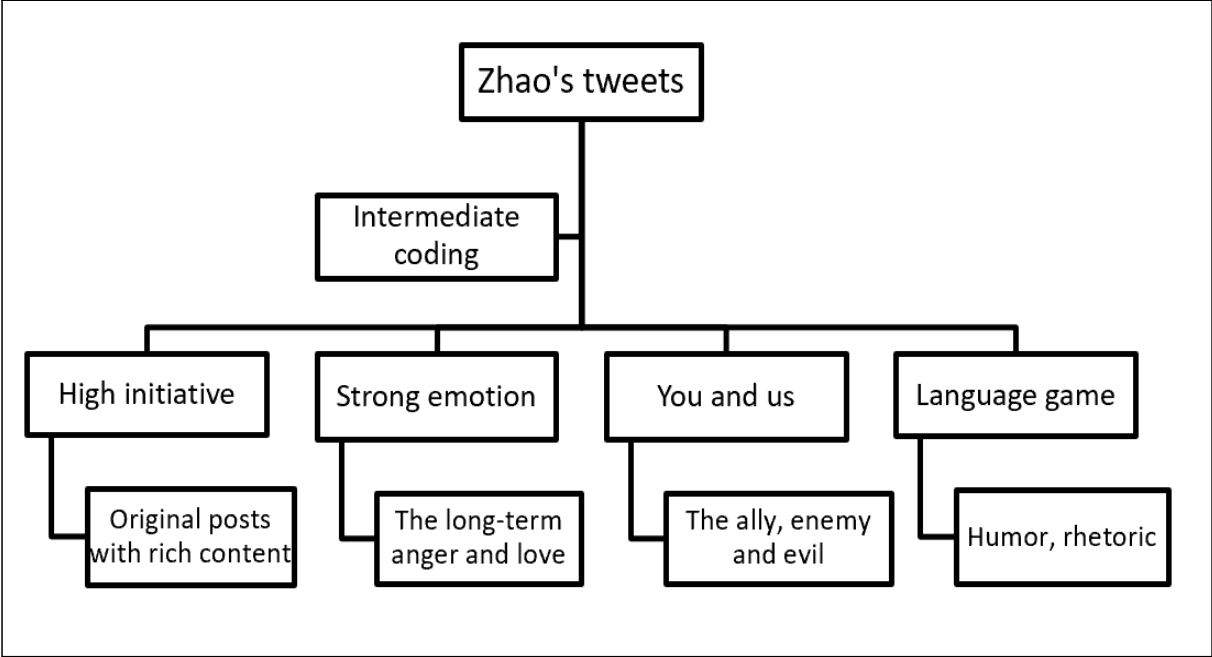 Zhao's tweets
Intermediate
coding
High initiative
Strong emotion
You and us
Language game
Original posts
with rich content
The long-term
anger and love
The ally, enemy
and evil
Humor, rhetoric